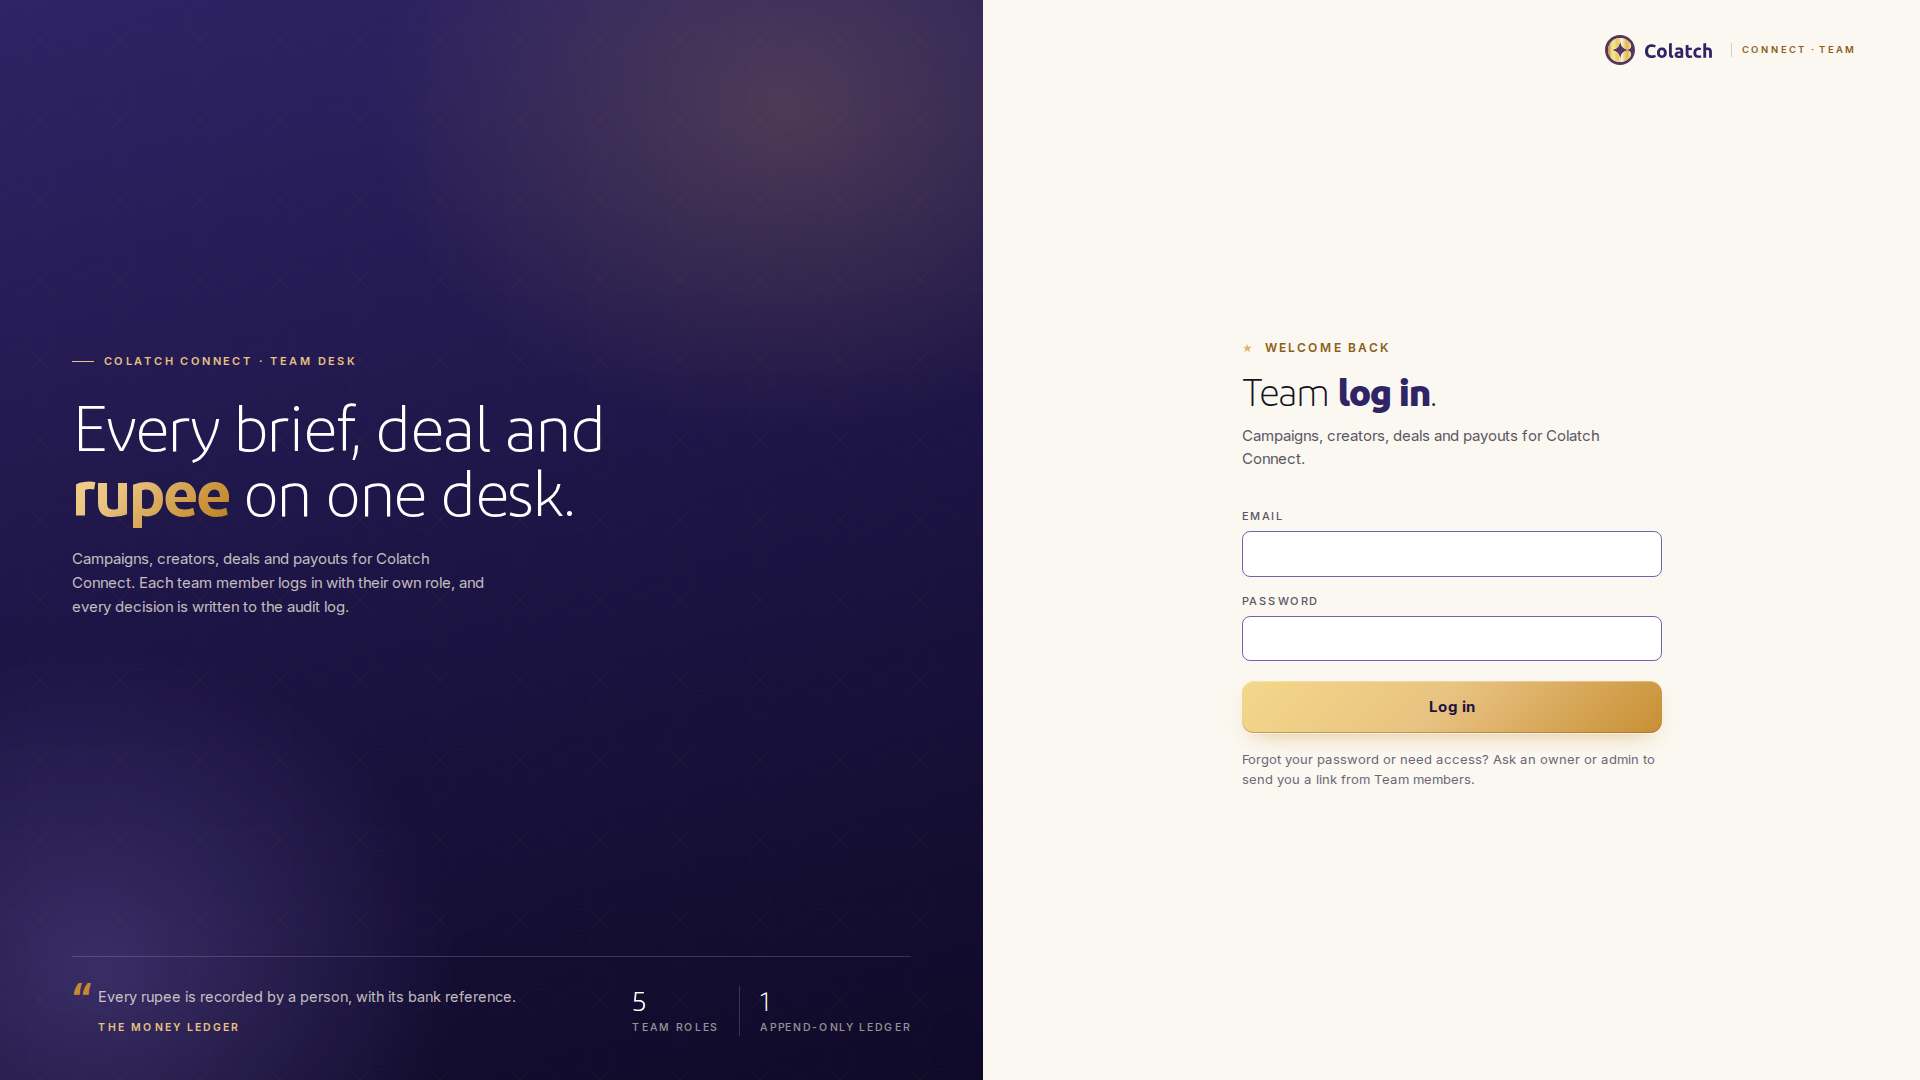 COLATCH CONNECT · TEAM DESK
Every brief, deal and
rupee on one desk.
Campaigns, creators, deals and payouts for Colatch
Connect. Each team member logs in with their own role, and
every decision is written to the audit log.
“ Every rupee is recorded by a person, with its bank reference.
THE MONEY LEDGER
5
TEAM ROLES
1
APPEND-ONLY LEDGER
Colatch
CONNECT · TEAM
★ WELCOME BACK
Team log in.
Campaigns, creators, deals and payouts for Colatch
Connect.
EMAIL
PASSWORD
Log in
Forgot your password or need access? Ask an owner or admin to
send you a link from Team members.